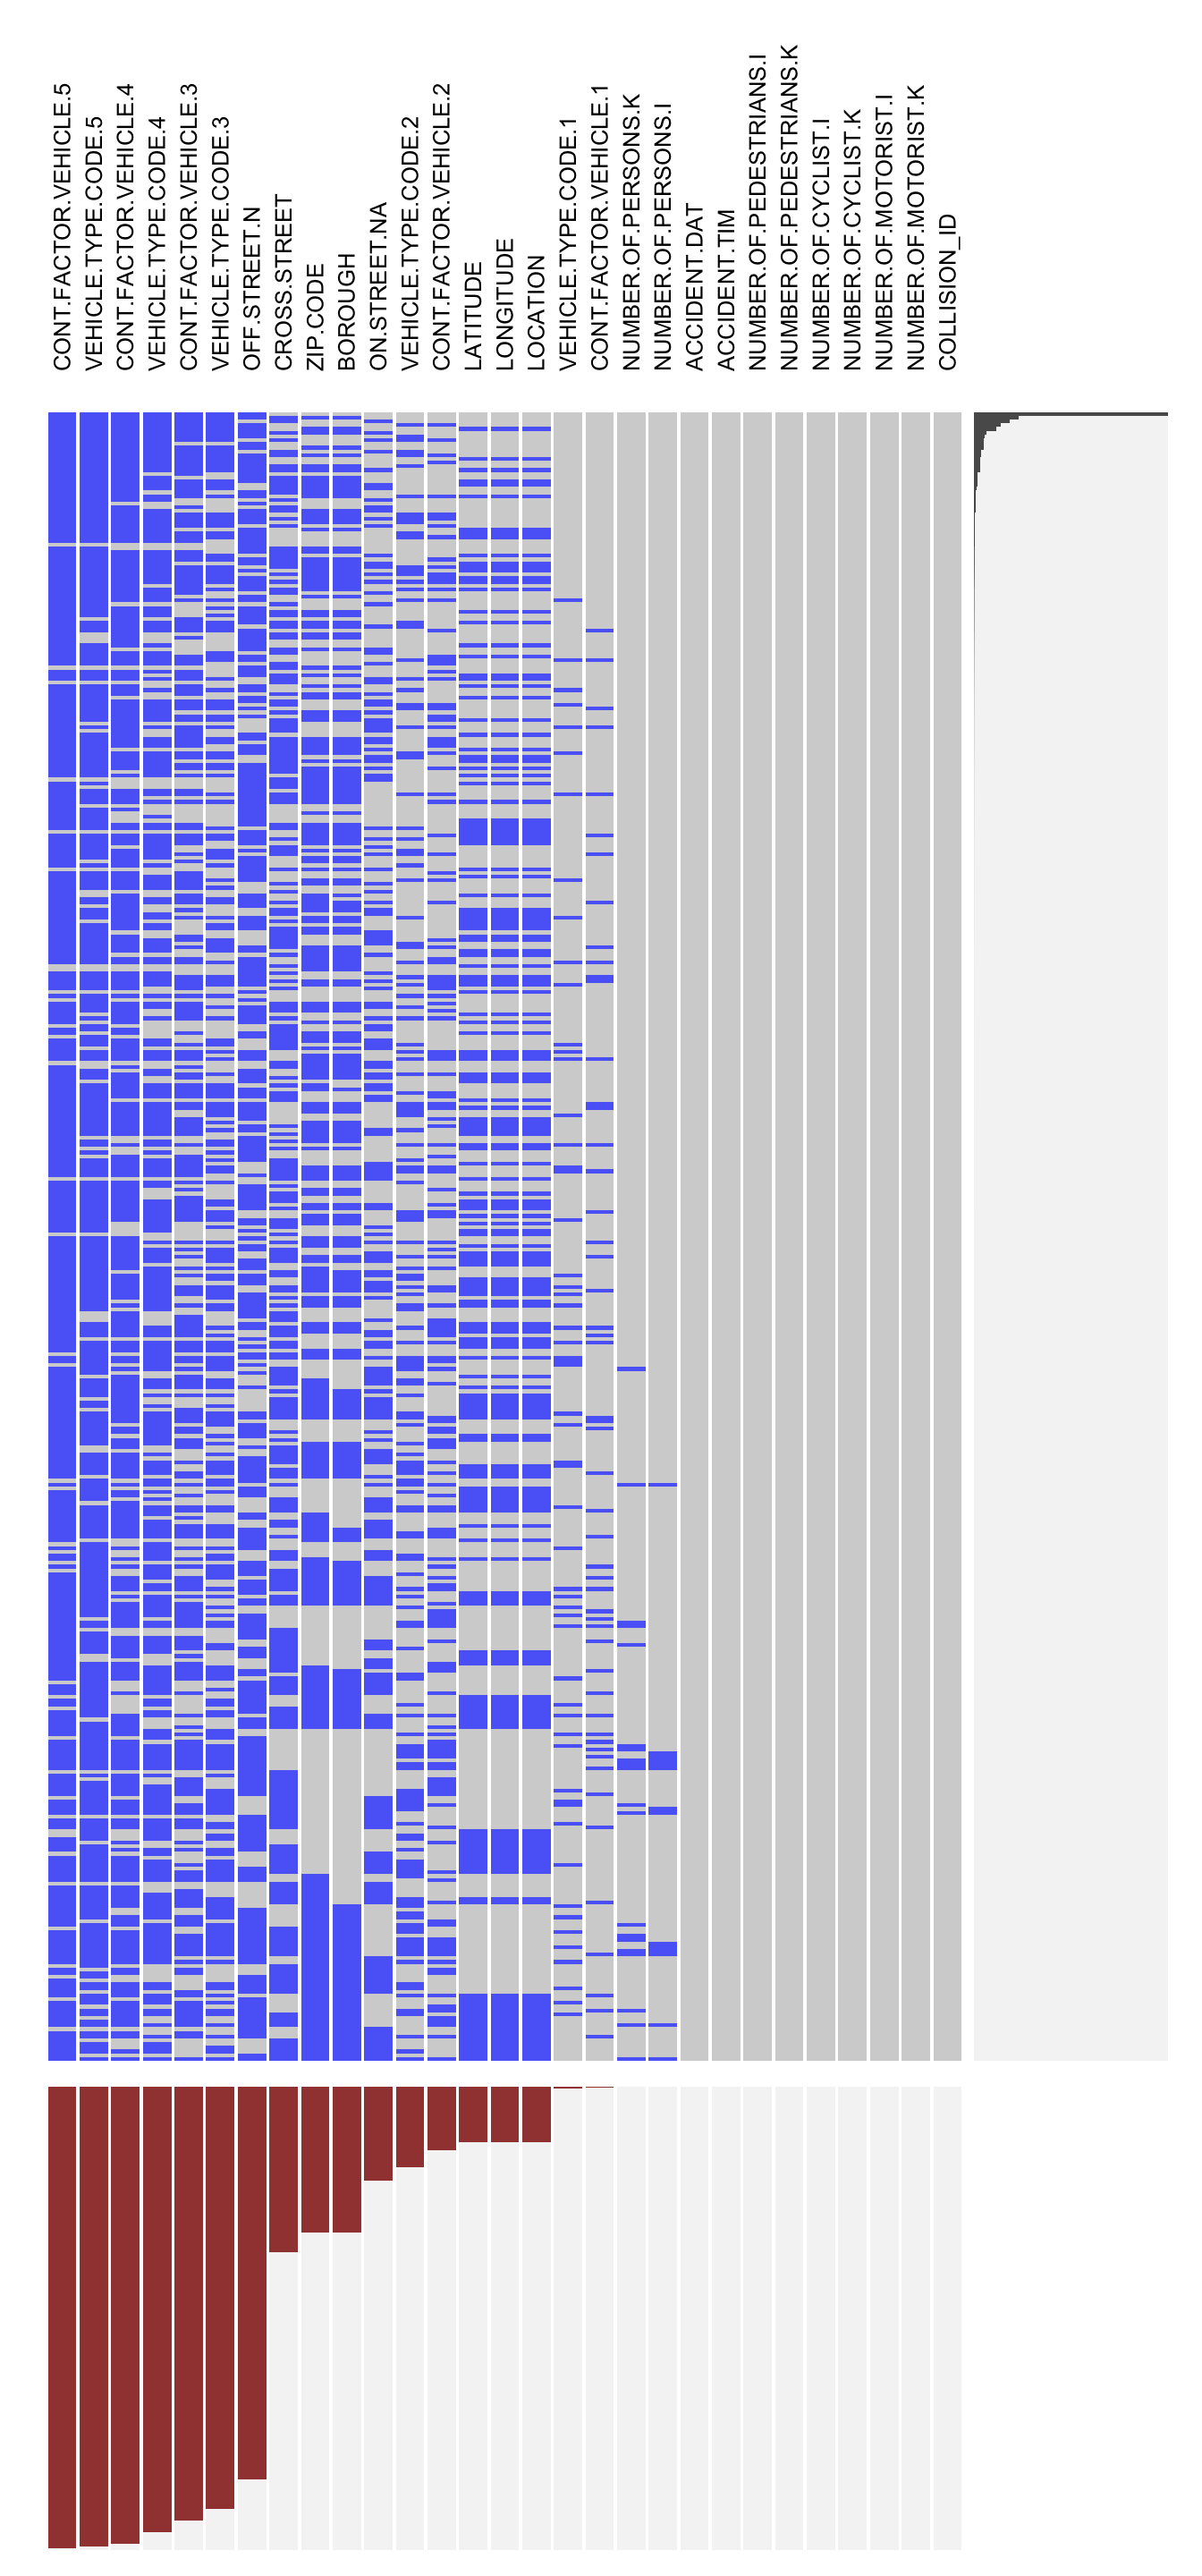 CONT.FACTOR.VEHICLE.5
VEHICLE.TYPE.CODE.5
CONT.FACTOR.VEHICLE.4
VEHICLE.TYPE.CODE.4
CONT.FACTOR.VEHICLE.3
VEHICLE.TYPE.CODE.3
OFF.STREET.N
CROSS.STREET
ZIP.CODE
BOROUGH
ON.STREET.NA
VEHICLE.TYPE.CODE.2
CONT.FACTOR.VEHICLE.2
LATITUDE
LONGITUDE
LOCATION
VEHICLE.TYPE.CODE.1
CONT.FACTOR.VEHICLE.1
NUMBER.OF.PERSONS.K
NUMBER.OF.PERSONS.I
ACCIDENT.DAT
ACCIDENT.TIM
NUMBER.OF.PEDESTRIANS.I
NUMBER.OF.PEDESTRIANS.K
NUMBER.OF.CYCLIST.I
NUMBER.OF.CYCLIST.K
NUMBER.OF.MOTORIST.I
NUMBER.OF.MOTORIST.K
COLLISION_ID